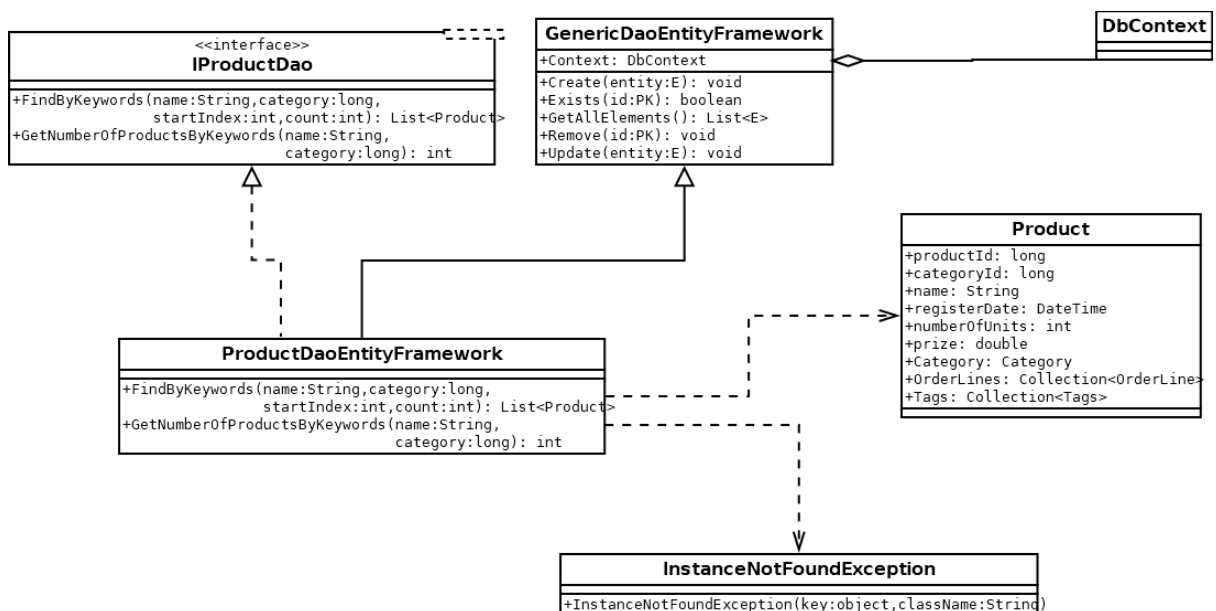 <<interface>>
IProductDao
+FindByKeywords(name:String,category:long,
startIndex:int,count:int): List<Product>
+GetNumberOfProductsByKeywords(name:String,
category:long): int
GenericDaoEntityFramework
+Context: DbContext
+Create(entity:E): void
+Exists(id:PK): boolean
+GetAllElements(): List<E>
+Remove(id:PK): void
+Update(entity:E): void
DbContext
Product
+productId: long
+categoryId: long
+name: String
+registerDate: DateTime
+numberOfUnits: int
+prize: double
+Category: Category
+OrderLines: Collection<OrderLine>
+Tags: Collection<Tags>
ProductDaoEntityFramework
+FindByKeywords(name:String,category:long,
startIndex:int,count:int): List<Product>
+GetNumberOfProductsByKeywords(name:String,
category:long): int
InstanceNotFoundException
+InstanceNotFoundException(key:object,className:String)